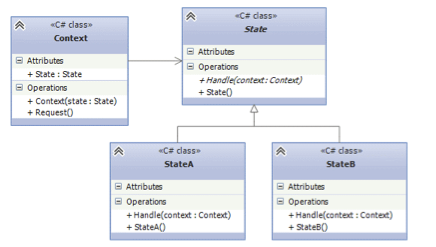 «C# class»
Context
Attributes
+ State : State
Operations
+ Context(state : State)
+ Request()
«C# class»
State
Attributes
Operations
+ Handle(context : Context)
+ State()
«C# class»
StateA
Attributes
Operations
+ Handle(context : Context)
+ StateA()
«C# class»
StateB
Attributes
Operations
+ Handle(context : Context)
+ StateB()